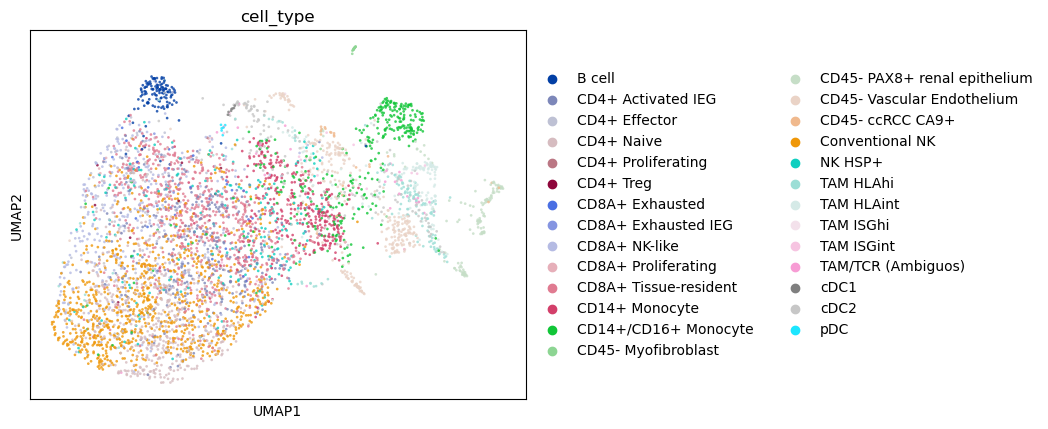 cell_type
UMAP2
UMAP1
B cell
CD4+ Activated IEG
CD4+ Effector
CD4+ Naive
CD4+ Proliferating
CD4+ Treg
CD8A+ Exhausted
CD8A+ Exhausted IEG
CD8A+ NK-like
CD8A+ Proliferating
CD8A+ Tissue-resident
CD14+ Monocyte
CD14+/CD16+ Monocyte
CD45- Myofibroblast
CD45- PAX8+ renal epithelium
CD45- Vascular Endothelium
CD45- ccRCC CA9+
Conventional NK
NK HSP+
TAM HLAhi
TAM HLAint
TAM ISGhi
TAM ISGint
TAM/TCR (Ambiguos)
cDC1
cDC2
pDC